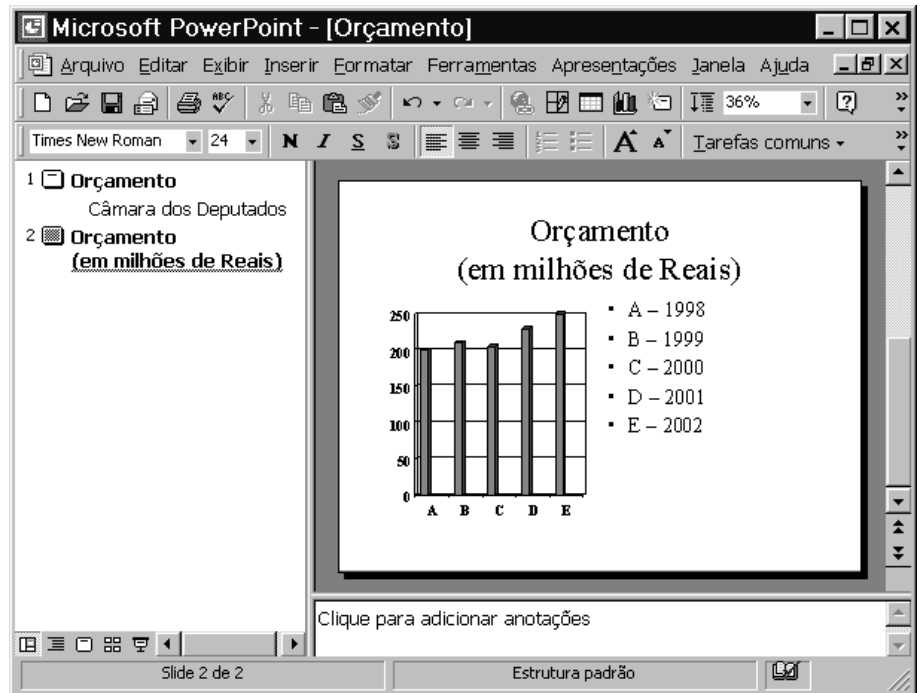 Microsoft PowerPoint - [Orçamento]
Arquivo Editar Exibir Inserir Formatar Ferramentas Apresentações Janela Ajuda
ABC 36% ?
Times New Roman 24 N I S S A A Tarefas comuns
1 Orçamento
Câmara dos Deputados
2 Orçamento
(em milhões de Reais)
Orçamento
(em milhões de Reais)
250
200
150
100
50
0
A B C D E
▪ A – 1998
▪ B – 1999
▪ C – 2000
▪ D – 2001
▪ E – 2002
Clique para adicionar anotações
Slide 2 de 2 Estrutura padrão